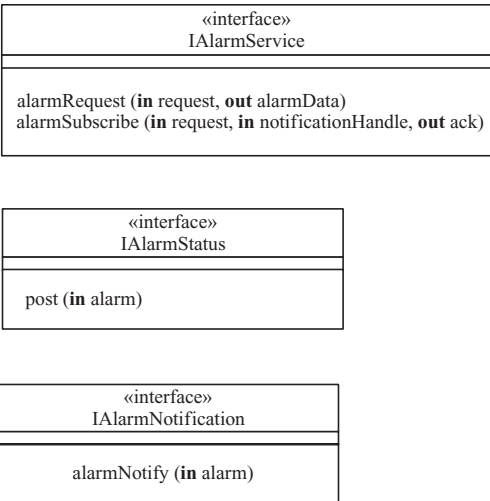 «interface»
IAlarmService
alarmRequest (in request, out alarmData)
alarmSubscribe (in request, in notificationHandle, out ack)
«interface»
IAlarmStatus
post (in alarm)
«interface»
IAlarmNotification
alarmNotify (in alarm)